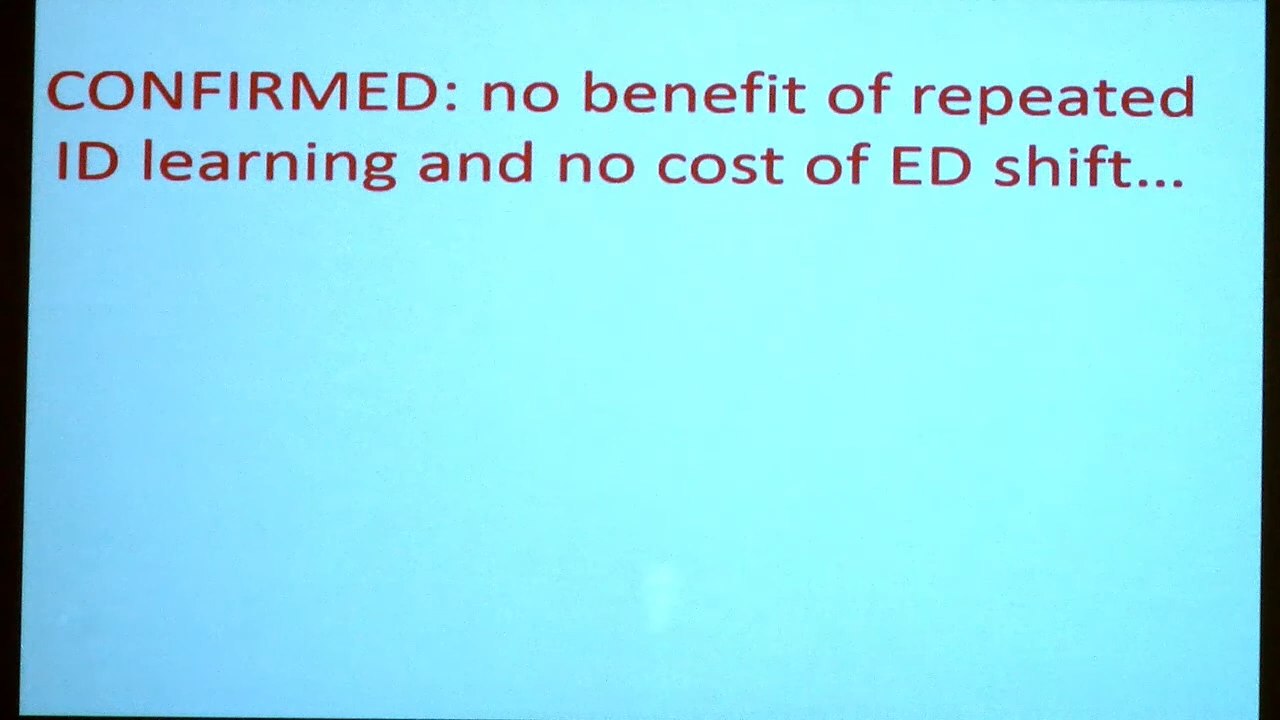 CONFIRMED: no benefit of repeated
ID learning and no cost of ED shift...